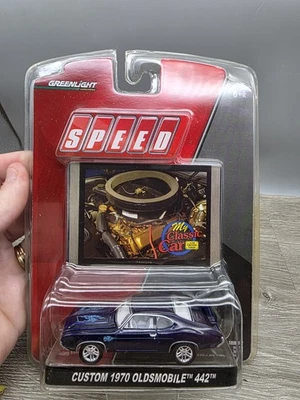 GREENLIGHT
SPEED
My
Classic
Car
CUSTOM 1970 OLDSMOBILE™ 442™